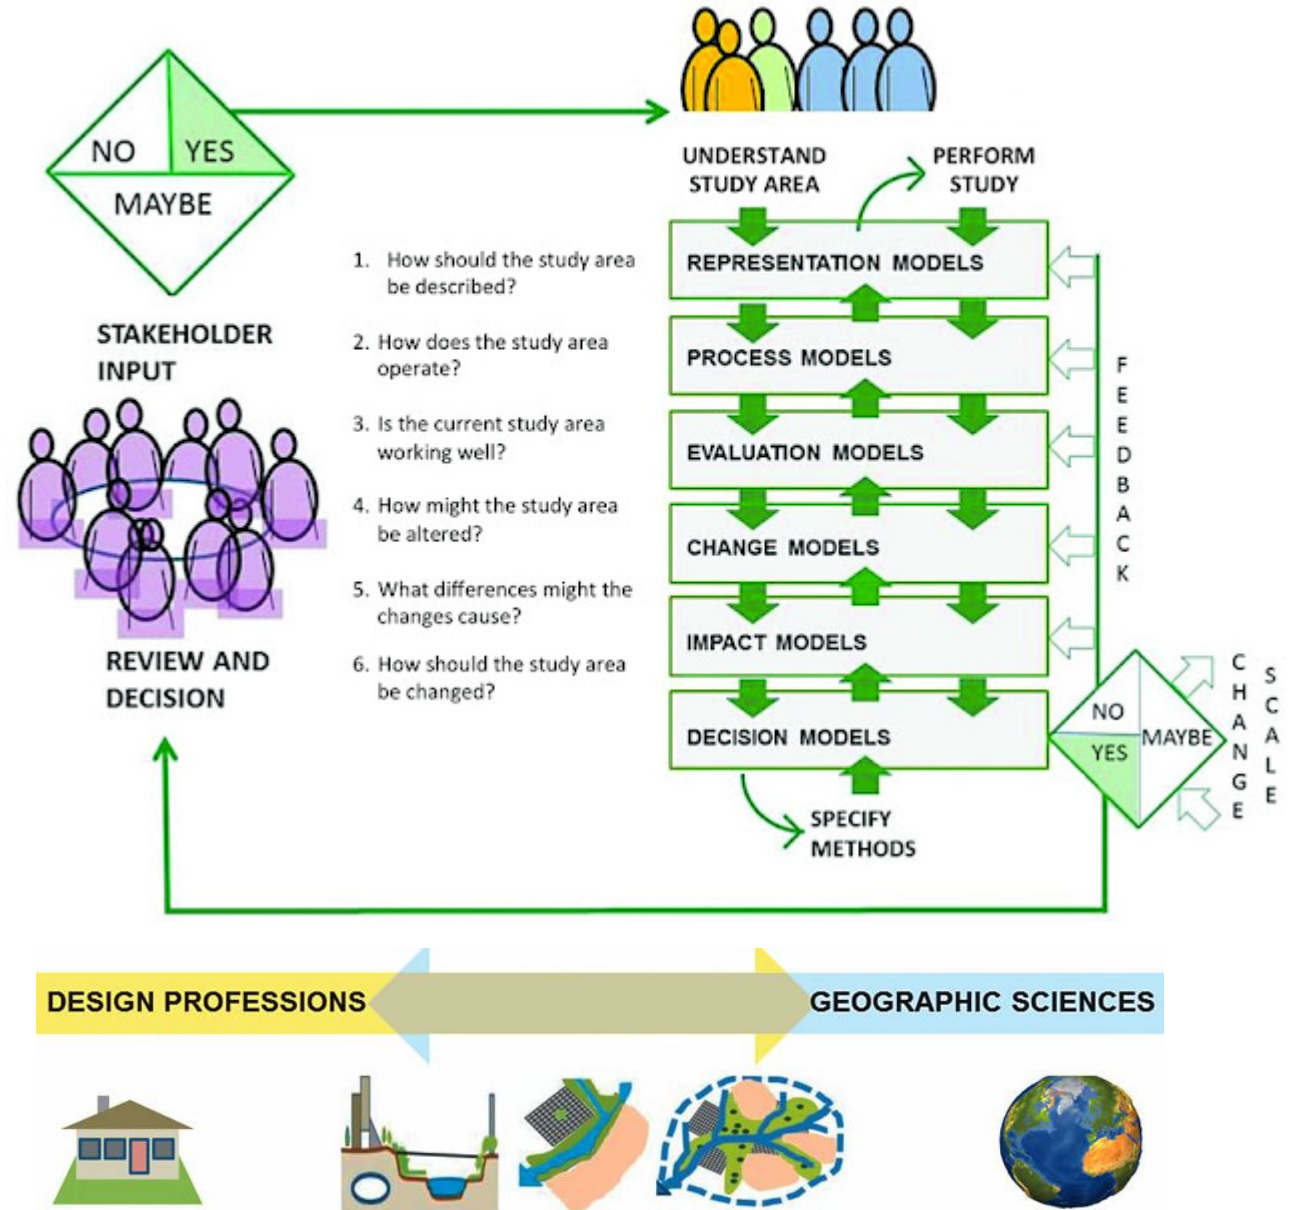 NO YES
MAYBE
STAKEHOLDER
INPUT
REVIEW AND
DECISION
1. How should the study area
be described?
2. How does the study area
operate?
3. Is the current study area
working well?
4. How might the study area
be altered?
5. What differences might the
changes cause?
6. How should the study area
be changed?
UNDERSTAND
STUDY AREA
PERFORM
STUDY
REPRESENTATION MODELS
PROCESS MODELS
EVALUATION MODELS
CHANGE MODELS
IMPACT MODELS
DECISION MODELS
SPECIFY
METHODS
FEEDBACK
NO
YES
MAYBE
CHANGE
SCALE
DESIGN PROFESSIONS
GEOGRAPHIC SCIENCES